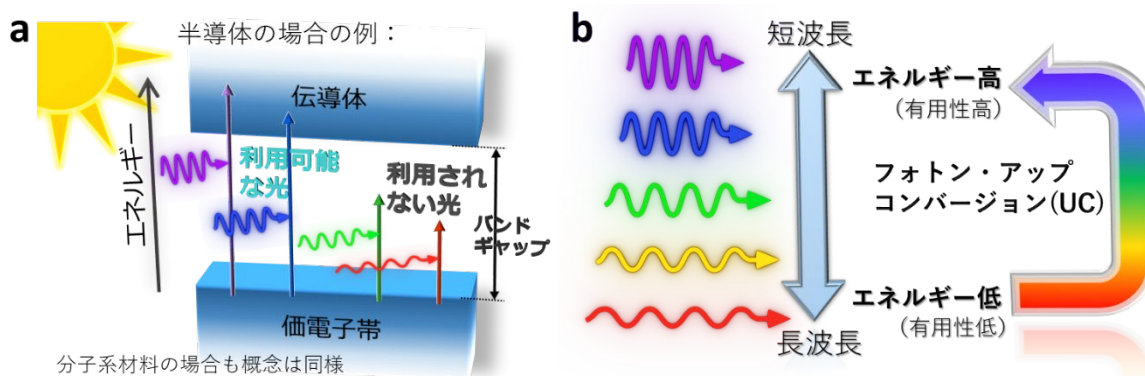 a
半導体の場合の例：
伝導体
エネルギー
利用可能
な光
利用され
ない光
バンド
ギャップ
価電子帯
分子系材料の場合も概念は同様
b
短波長
エネルギー高
(有用性高)
フォトン・アップ
コンバージョン(UC)
エネルギー低
(有用性低)
長波長